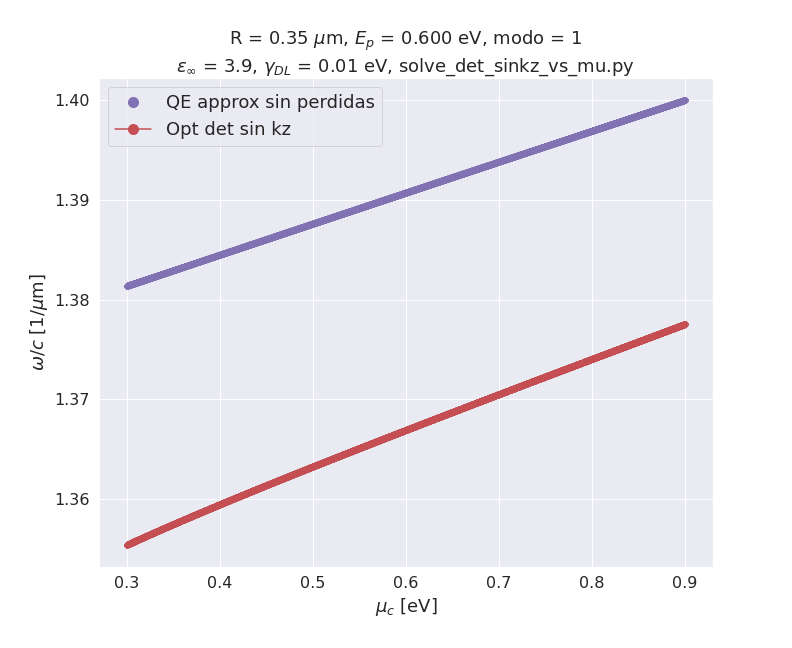 R = 0.35 μm, E_p = 0.600 eV, modo = 1
ε_∞ = 3.9, γ_DL = 0.01 eV, solve_det_sinkz_vs_mu.py
QE approx sin perdidas
Opt det sin kz
1.40
1.39
1.38
1.37
1.36
ω/c [1/μm]
0.3 0.4 0.5 0.6 0.7 0.8 0.9
μ_c [eV]